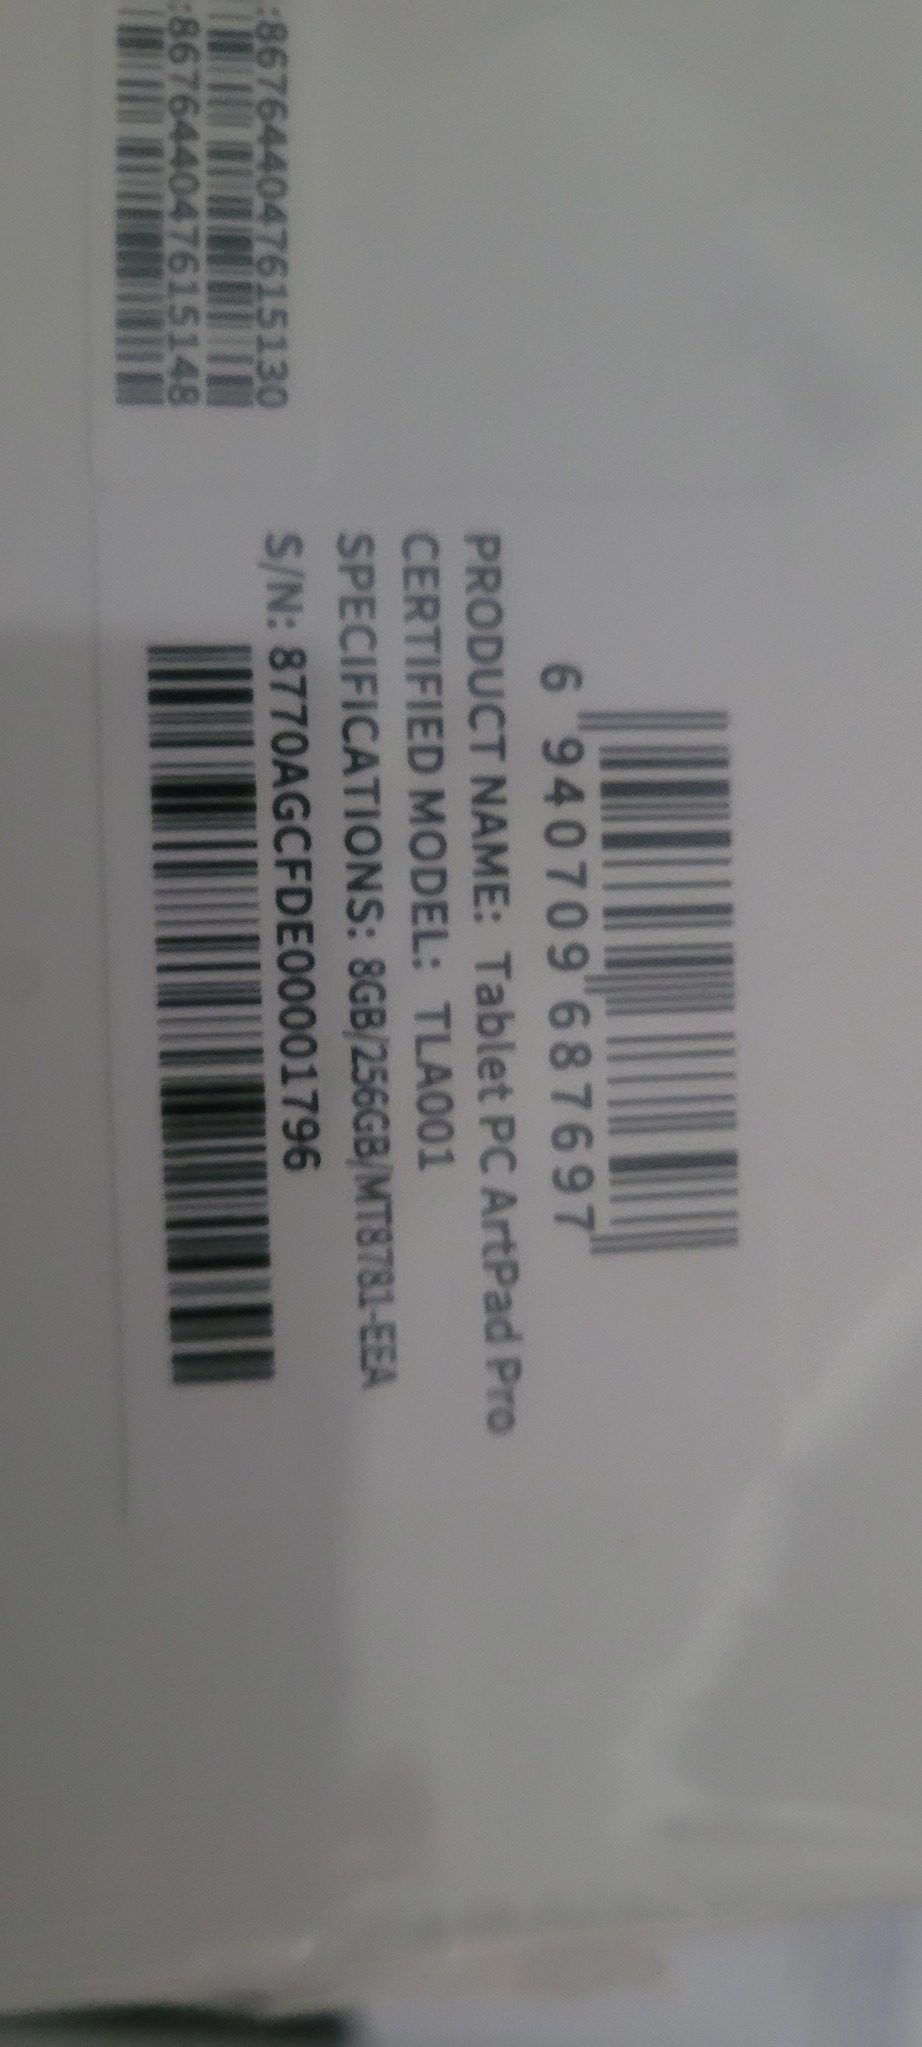 :867644047615130
:867644047615148
6 940709 687697
PRODUCT NAME: Tablet PC ArtPad Pro
CERTIFIED MODEL: TLA001
SPECIFICATIONS: 8GB/256GB/MT8781-EEA
S/N: 8770AGCFDE00001796